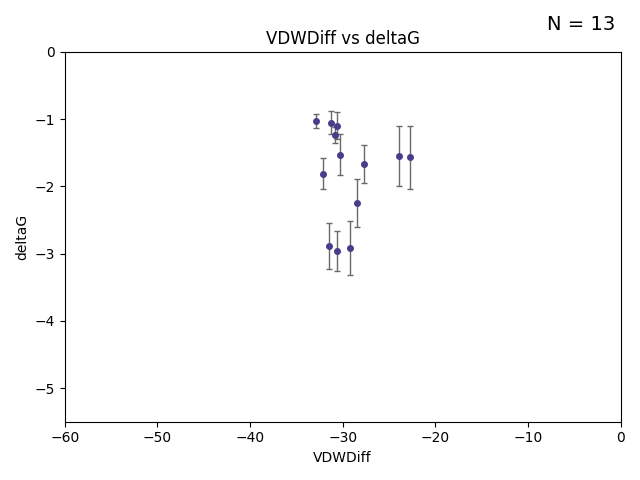 N = 13
VDWDiff vs deltaG
0
−1
−2
−3
−4
−5
deltaG
−60 −50 −40 −30 −20 −10 0
VDWDiff